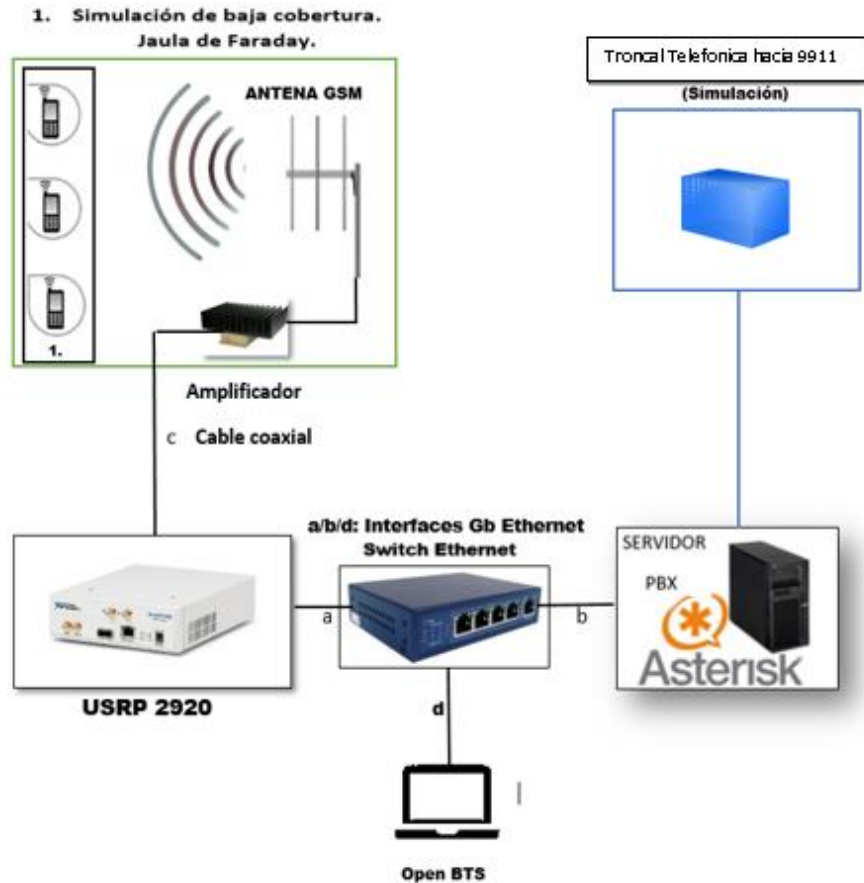 1. Simulación de baja cobertura.
Jaula de Faraday.
Troncal Telefonica hacia 9911
(Simulación)
ANTENA GSM
1.
Amplificador
c Cable coaxial
a/b/d: Interfaces Gb Ethernet
Switch Ethernet
SERVIDOR
PBX
Asterisk
a
b
USRP 2920
d
Open BTS